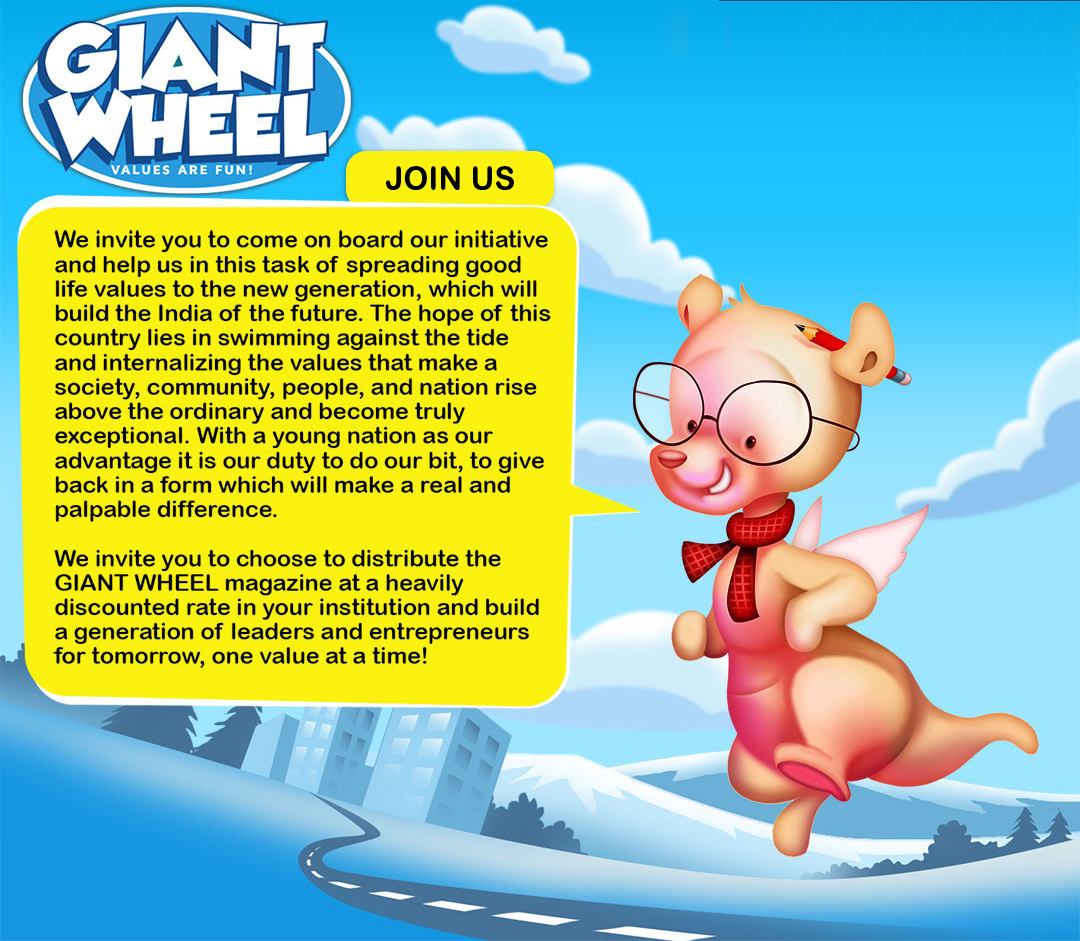 GIANT
WHEEL
VALUES ARE FUN!
JOIN US
We invite you to come on board our initiative
and help us in this task of spreading good
life values to the new generation, which will
build the India of the future. The hope of this
country lies in swimming against the tide
and internalizing the values that make a
society, community, people, and nation rise
above the ordinary and become truly
exceptional. With a young nation as our
advantage it is our duty to do our bit, to give
back in a form which will make a real and
palpable difference.
We invite you to choose to distribute the
GIANT WHEEL magazine at a heavily
discounted rate in your institution and build
a generation of leaders and entrepreneurs
for tomorrow, one value at a time!